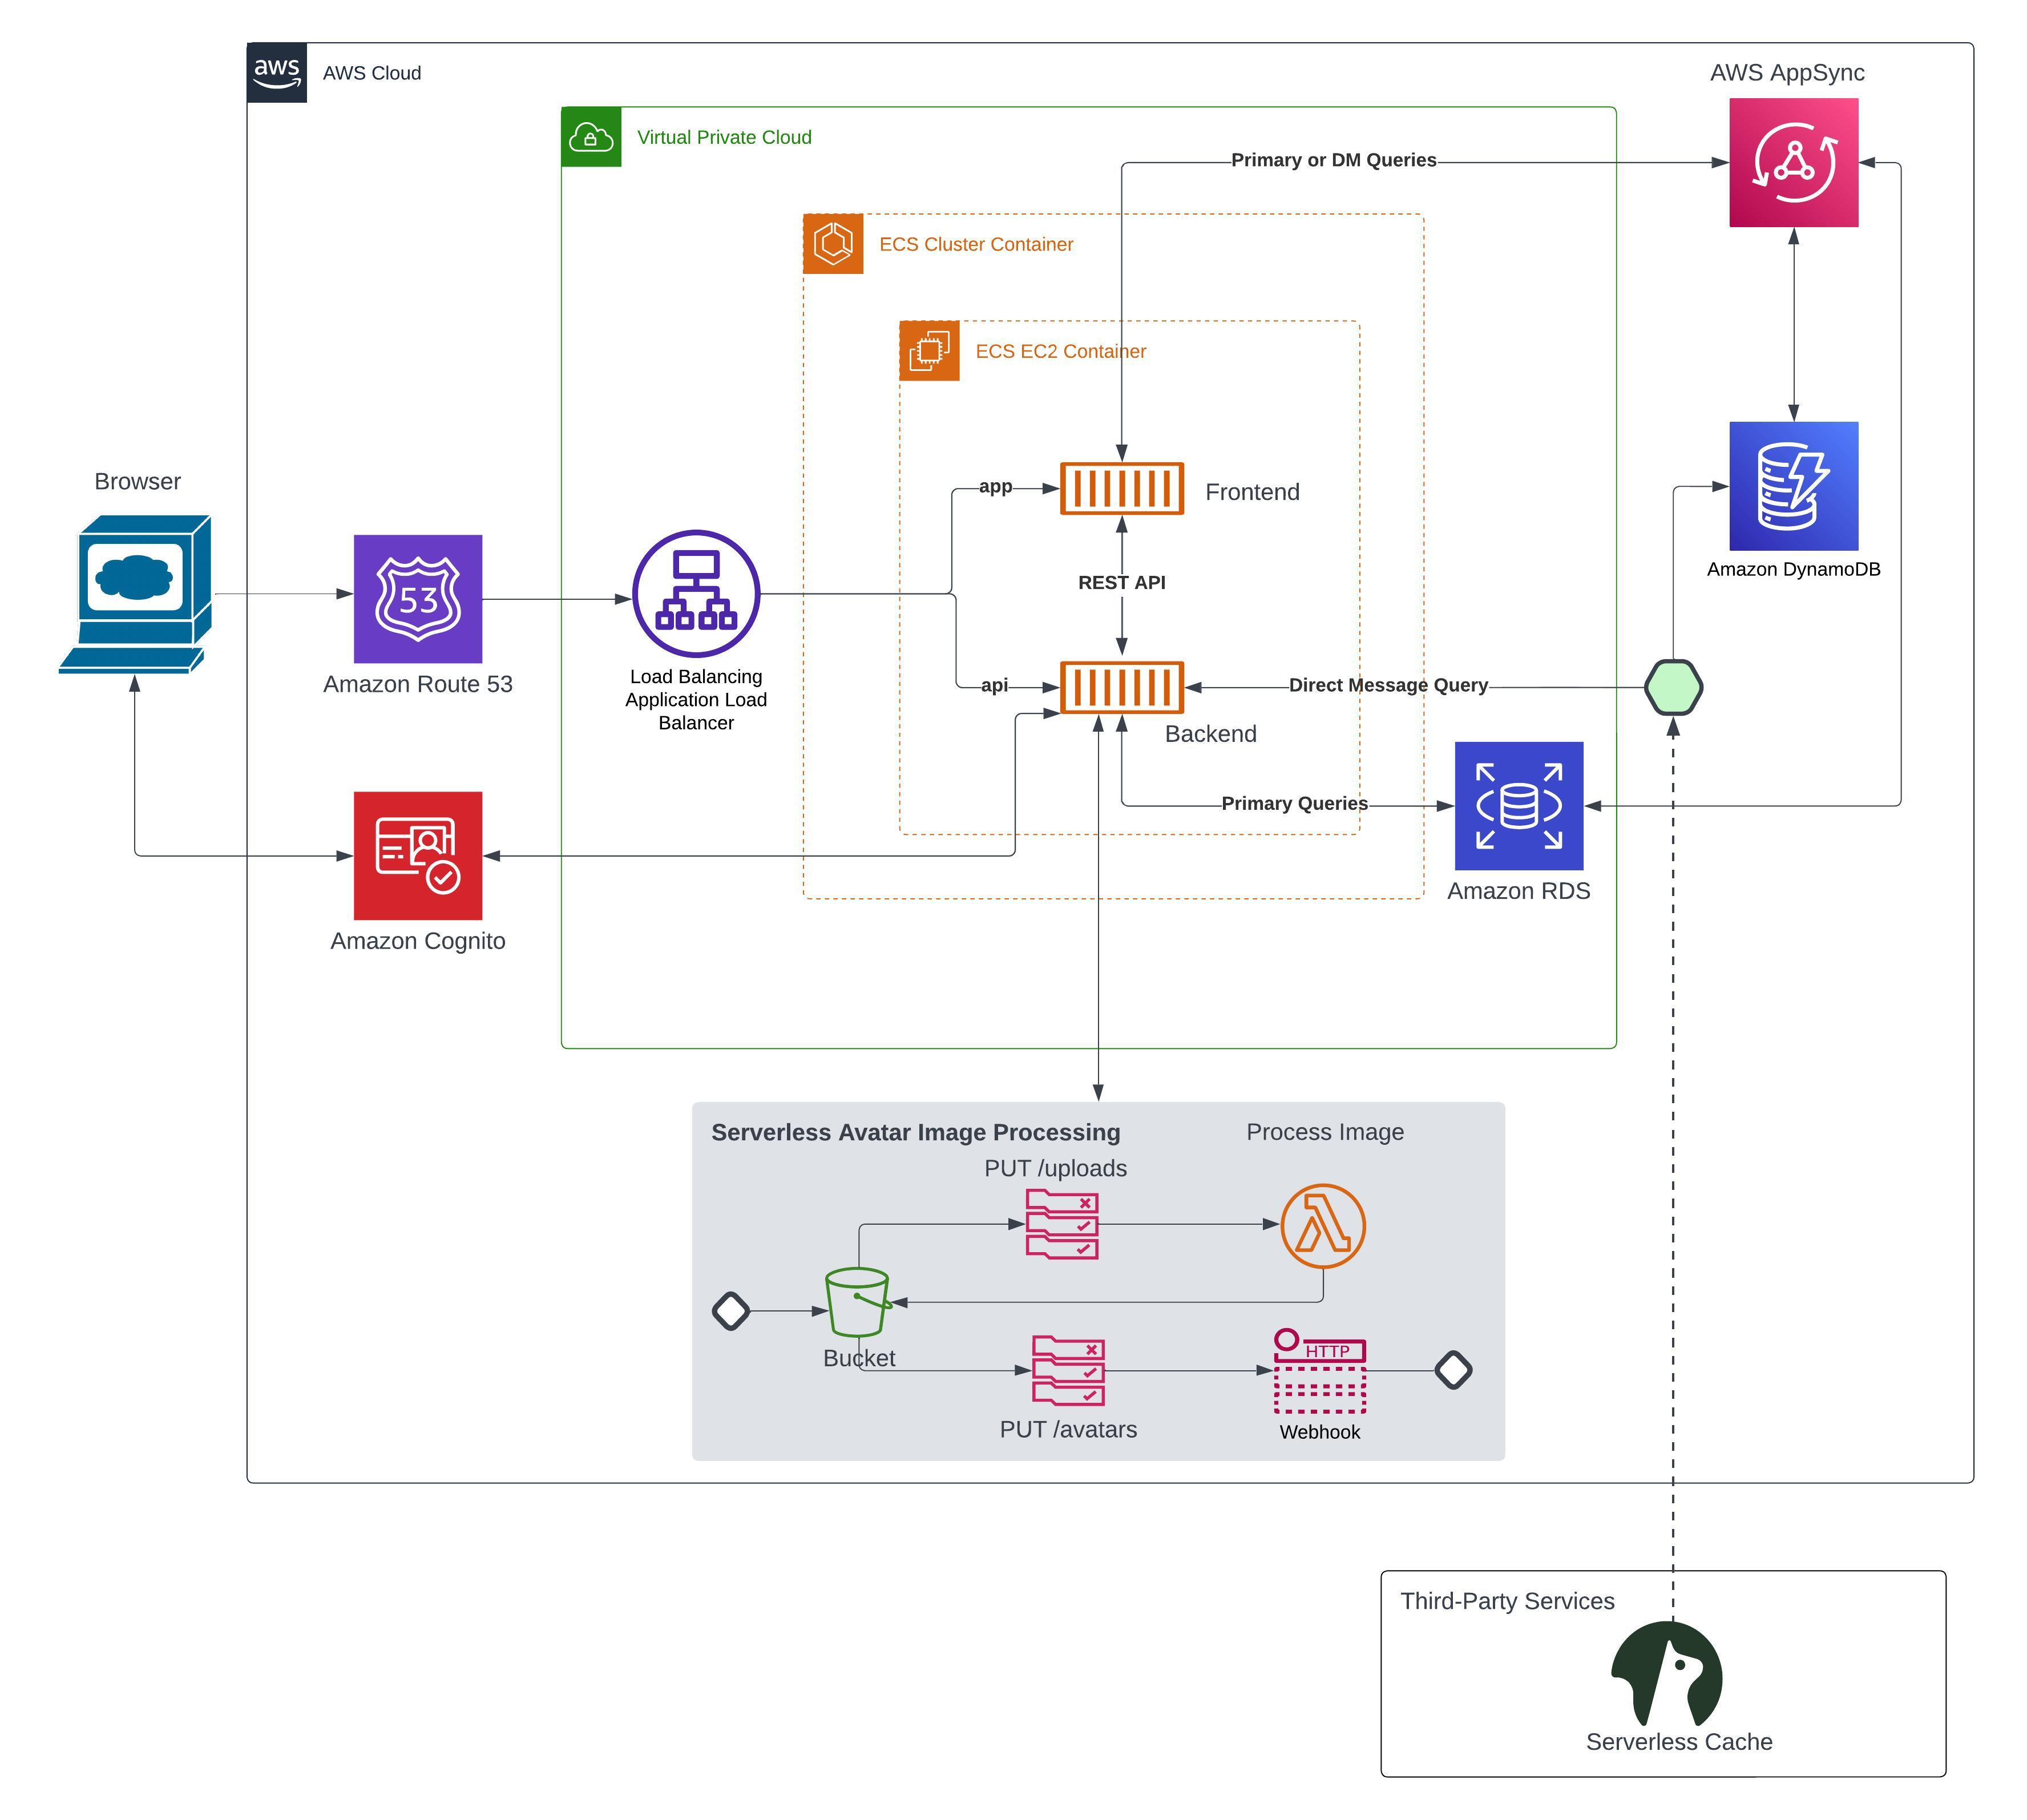 aws
AWS Cloud
AWS AppSync
Virtual Private Cloud
Primary or DM Queries
ECS Cluster Container
ECS EC2 Container
Browser
app
Frontend
Amazon DynamoDB
53
REST API
Amazon Route 53
Load Balancing
Application Load
Balancer
api
Direct Message Query
Backend
Primary Queries
Amazon RDS
Amazon Cognito
Serverless Avatar Image Processing
Process Image
PUT /uploads
Bucket
HTTP
PUT /avatars
Webhook
Third-Party Services
Serverless Cache